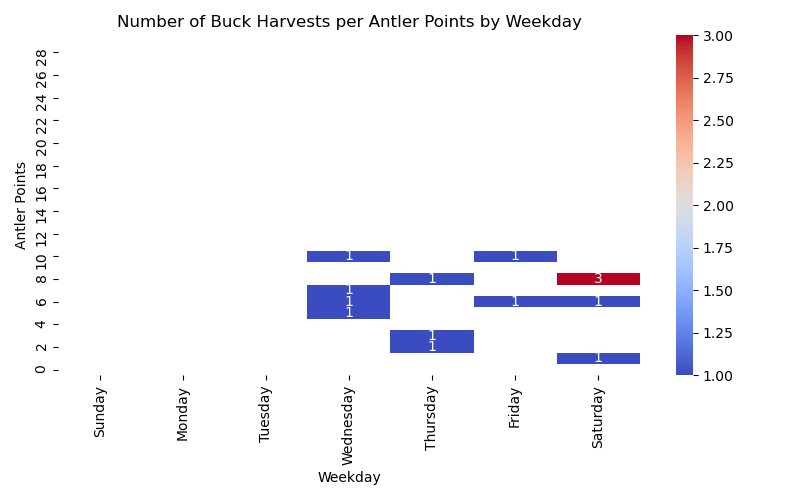 Number of Buck Harvests per Antler Points by Weekday
Antler Points
28
26
24
22
20
18
16
14
12
10
8
6
4
2
0
1 1
1 3
1
1 1 1
1
1
1
1
Sunday
Monday
Tuesday
Wednesday
Thursday
Friday
Saturday
Weekday
3.00
2.75
2.50
2.25
2.00
1.75
1.50
1.25
1.00